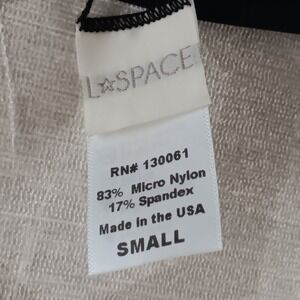 L☆SPACE
RN# 130061
83% Micro Nylon
17% Spandex
Made in the USA
SMALL